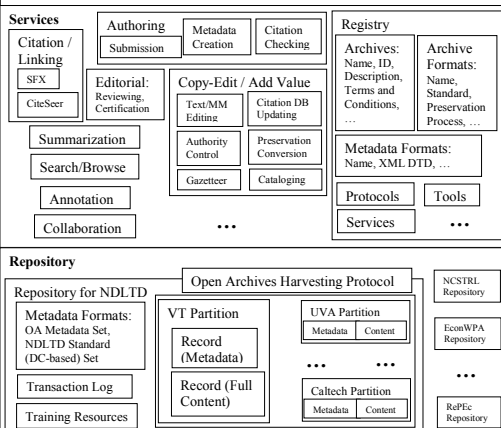 Services
Citation /
Linking
SFX
CiteSeer
Authoring
Submission
Metadata
Creation
Citation
Checking
Editorial:
Reviewing,
Certification
Copy-Edit / Add Value
Text/MM
Editing
Citation DB
Updating
Authority
Control
Preservation
Conversion
Gazetteer
Cataloging
Summarization
Search/Browse
Annotation
Collaboration
...
Registry
Archives:
Name, ID,
Description,
Terms and
Conditions,
…
Archive
Formats:
Name,
Standard,
Preservation
Process, …
Metadata Formats:
Name, XML DTD, …
Protocols
Tools
Services
...
Repository
Open Archives Harvesting Protocol
Repository for NDLTD
Metadata Formats:
OA Metadata Set,
NDLTD Standard
(DC-based) Set
Transaction Log
Training Resources
VT Partition
Record
(Metadata)
Record (Full
Content)
UVA Partition
Metadata Content
... ...
Caltech Partition
Metadata Content
NCSTRL
Repository
EconWPA
Repository
...
RePEc
Repository